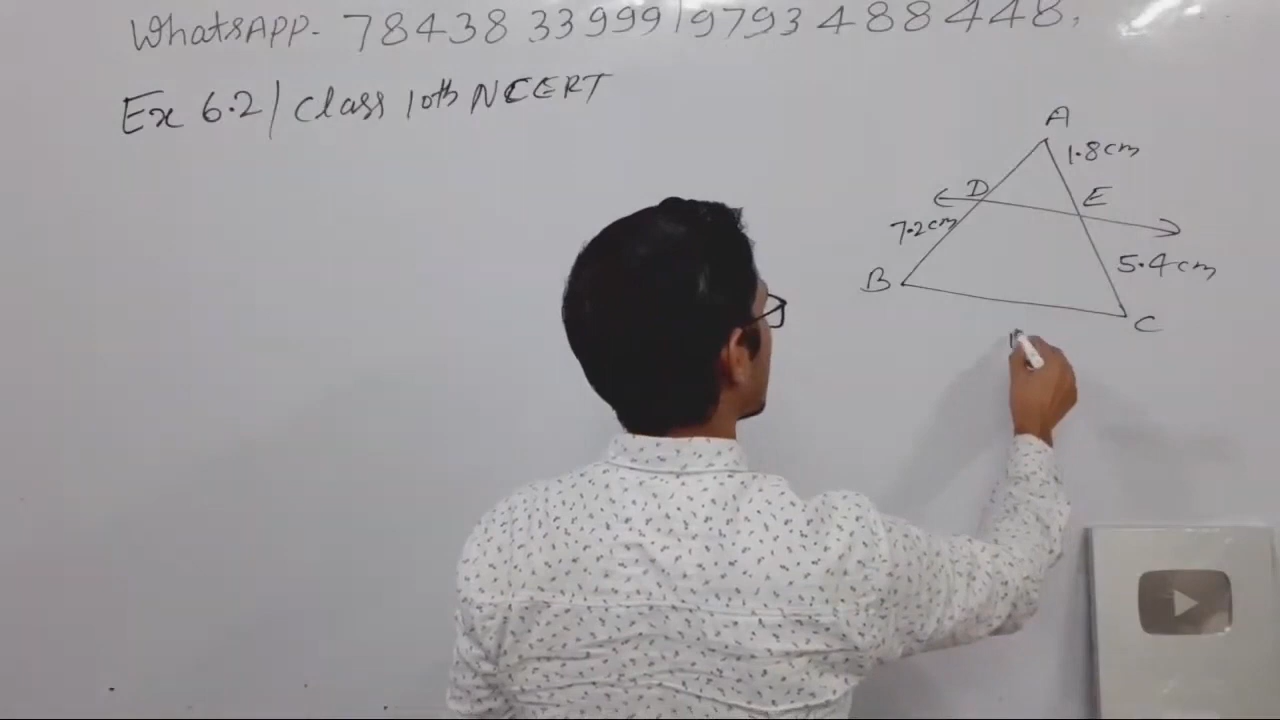 WhatsAPP. 78438 33999/9793488448.
Ex 6.2/ Class 10th NCERT
A
1.8cm
D
E
7.2cm
5.4cm
B
C